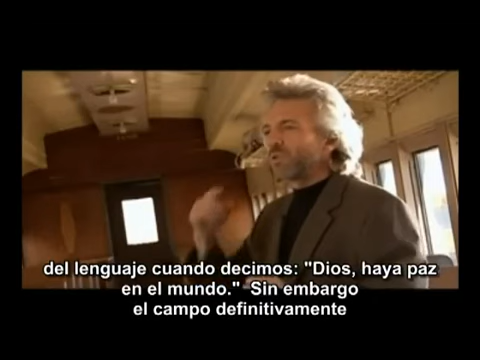 del lenguaje cuando decimos: "Dios, haya paz
en el mundo."  Sin embargo
el campo definitivamente